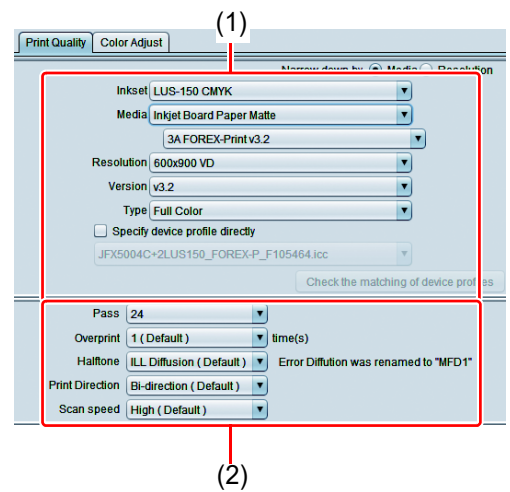 (1)
Print Quality Color Adjust
Narrow down by Media Resolution
Inkset LUS-150 CMYK
Media Inkjet Board Paper Matte
3A FOREX-Print v3.2
Resolution 600x900 VD
Version v3.2
Type Full Color
Specify device profile directly
JFX5004C+2LUS150_FOREX-P_F105464.icc
Check the matching of device profiles
Pass 24
Overprint 1 ( Default ) time(s)
Halftone ILL Diffusion ( Default ) Error Diffution was renamed to "MFD1"
Print Direction Bi-direction ( Default )
Scan speed High ( Default )
(2)